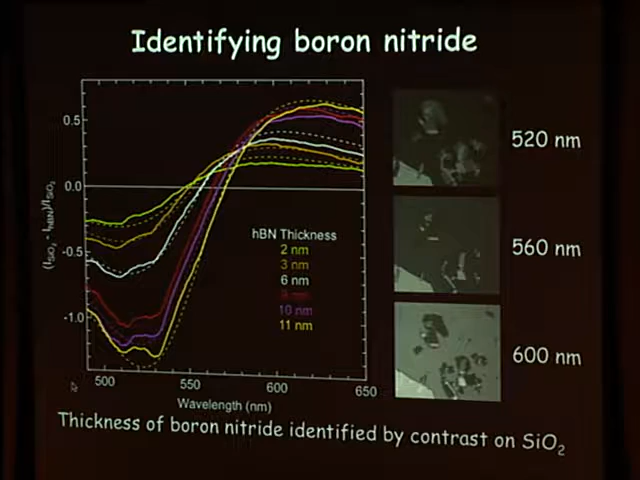 Identifying boron nitride
(I_SiO2 - I_hBN)/I_SiO2
0.5
0.0
-0.5
-1.0
500
550
600
650
Wavelength (nm)
hBN Thickness
2 nm
3 nm
6 nm
10 nm
11 nm
520 nm
560 nm
600 nm
Thickness of boron nitride identified by contrast on SiO2